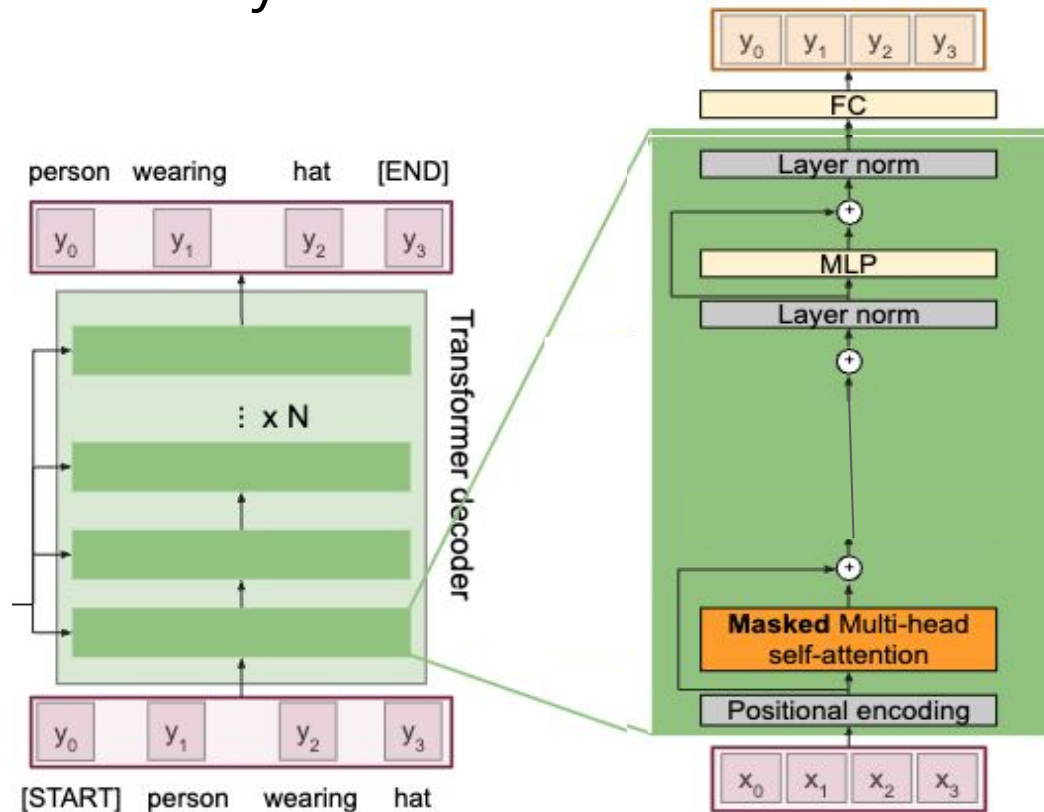 y
person wearing hat [END]
y0 y1 y2 y3
⋮ x N
Transformer decoder
y0 y1 y2 y3
[START] person wearing hat
y0 y1 y2 y3
FC
Layer norm
+
MLP
Layer norm
+
+
Masked Multi-head
self-attention
Positional encoding
x0 x1 x2 x3